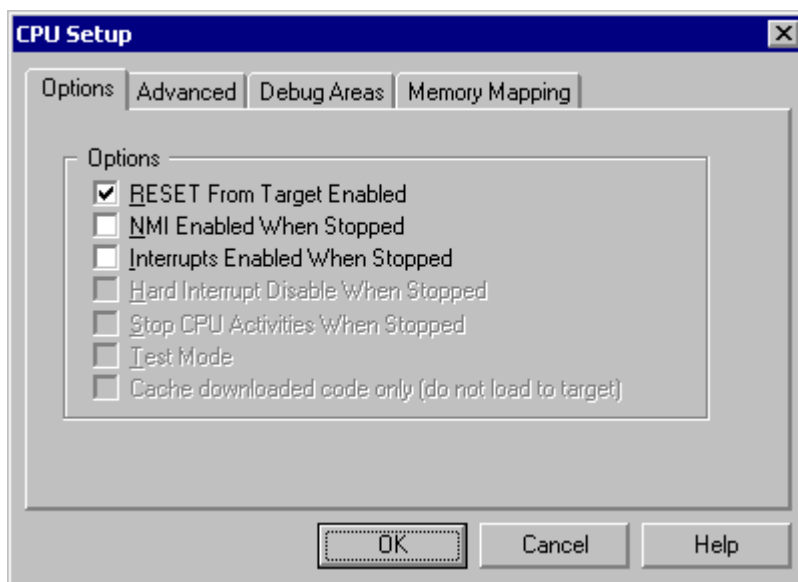 CPU Setup
Options Advanced Debug Areas Memory Mapping
Options
RESET From Target Enabled
NMI Enabled When Stopped
Interrupts Enabled When Stopped
Hard Interrupt Disable When Stopped
Stop CPU Activities When Stopped
Test Mode
Cache downloaded code only (do not load to target)
OK Cancel Help